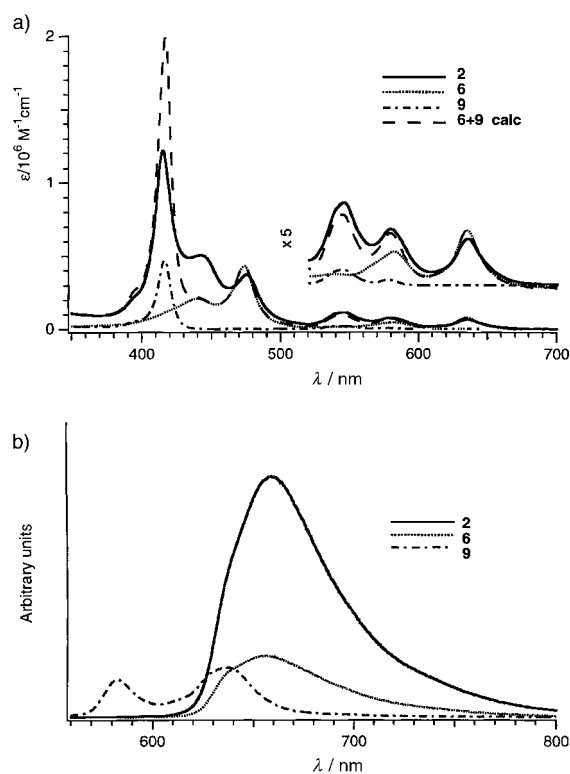 a)
2
1
0
ε/10⁶ M⁻¹cm⁻¹
2
6
9
6+9 calc
x 5
400 500 600 700
λ / nm
b)
Arbitrary units
2
6
9
600 700 800
λ / nm